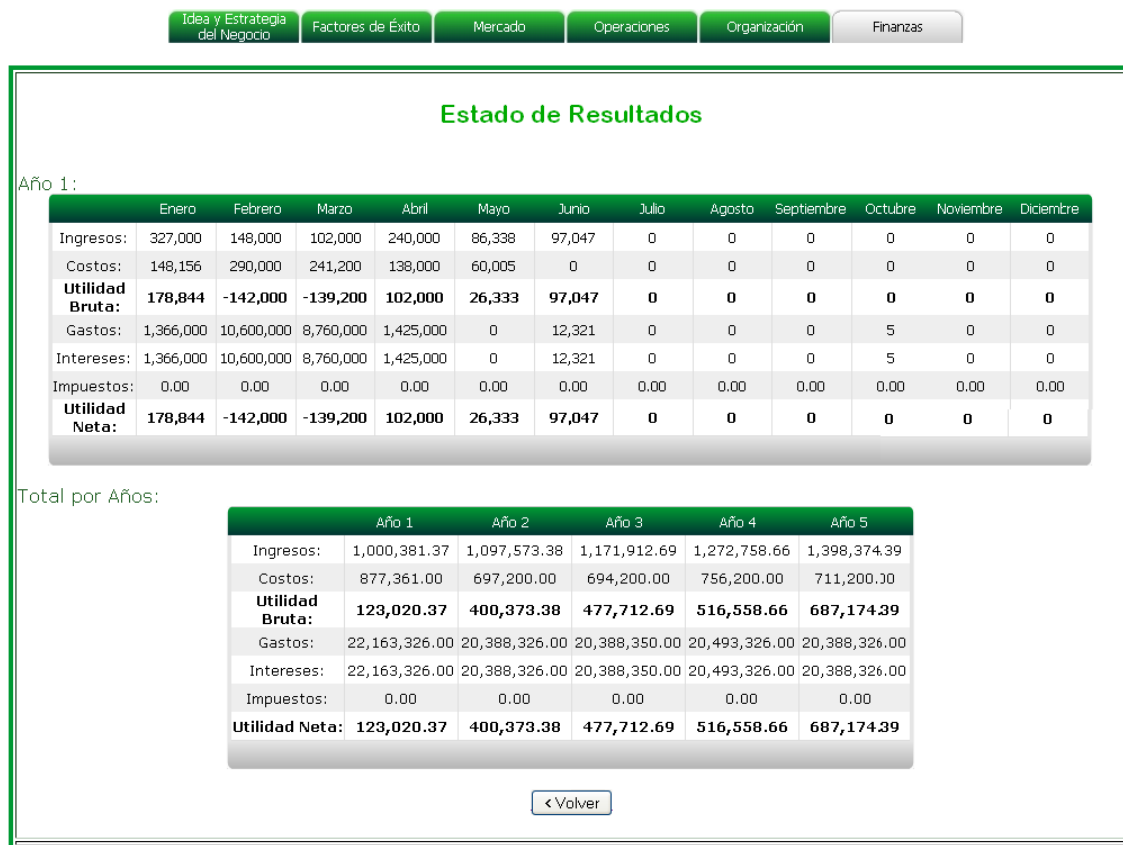 Idea y Estrategia
del Negocio
Factores de Éxito
Mercado
Operaciones
Organización
Finanzas
Estado de Resultados
Año 1:
Enero Febrero Marzo Abril Mayo Junio Julio Agosto Septiembre Octubre Noviembre Diciembre
Ingresos: 327,000 148,000 102,000 240,000 86,338 97,047 0 0 0 0 0 0
Costos: 148,156 290,000 241,200 138,000 60,005 0 0 0 0 0 0 0
Utilidad
Bruta: 178,844 -142,000 -139,200 102,000 26,333 97,047 0 0 0 0 0 0
Gastos: 1,366,000 10,600,000 8,760,000 1,425,000 0 12,321 0 0 0 5 0 0
Intereses: 1,366,000 10,600,000 8,760,000 1,425,000 0 12,321 0 0 0 5 0 0
Impuestos: 0.00 0.00 0.00 0.00 0.00 0.00 0.00 0.00 0.00 0.00 0.00 0.00
Utilidad
Neta: 178,844 -142,000 -139,200 102,000 26,333 97,047 0 0 0 0 0 0
Total por Años:
Año 1 Año 2 Año 3 Año 4 Año 5
Ingresos: 1,000,381.37 1,097,573.38 1,171,912.69 1,272,758.66 1,398,374.39
Costos: 877,361.00 697,200.00 694,200.00 756,200.00 711,200.00
Utilidad
Bruta: 123,020.37 400,373.38 477,712.69 516,558.66 687,174.39
Gastos: 22,163,326.00 20,388,326.00 20,388,350.00 20,493,326.00 20,388,326.00
Intereses: 22,163,326.00 20,388,326.00 20,388,350.00 20,493,326.00 20,388,326.00
Impuestos: 0.00 0.00 0.00 0.00 0.00
Utilidad Neta: 123,020.37 400,373.38 477,712.69 516,558.66 687,174.39
< Volver